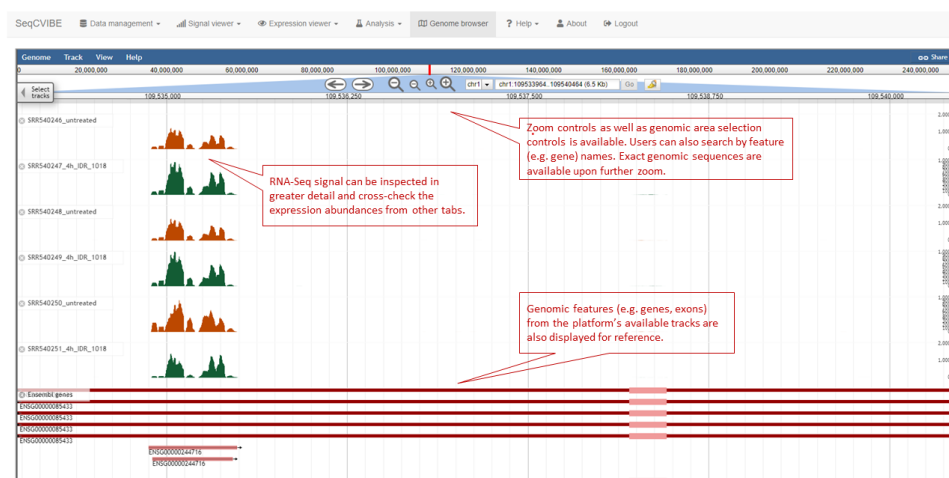 SeqCVIBE Data management Signal viewer Expression viewer Analysis Genome browser Help About Logout
Genome Track View Help Share
0 20,000,000 40,000,000 60,000,000 80,000,000 100,000,000 120,000,000 140,000,000 160,000,000 180,000,000 200,000,000 220,000,000 240,000,000
chr1 chr1:109533964..109540464 (6.5 Kb) Go
Select
tracks
109,535,000 109,536,250 109,537,500 109,538,750 109,540,000
SRR540246_untreated
Zoom controls as well as genomic area selection
controls is available. Users can also search by feature
(e.g. gene) names. Exact genomic sequences are
available upon further zoom.
SRR540247_4h_IDR_1018
RNA-Seq signal can be inspected in
greater detail and cross-check the
expression abundances from other tabs.
SRR540248_untreated
SRR540249_4h_IDR_1018
SRR540250_untreated
Genomic features (e.g. genes, exons)
from the platform's available tracks are
also displayed for reference.
SRR540251_4h_IDR_1018
Ensembl genes
ENSG00000085433
ENSG00000085433
ENSG00000085433
ENSG00000085433
ENSG00000244716
ENSG00000244716